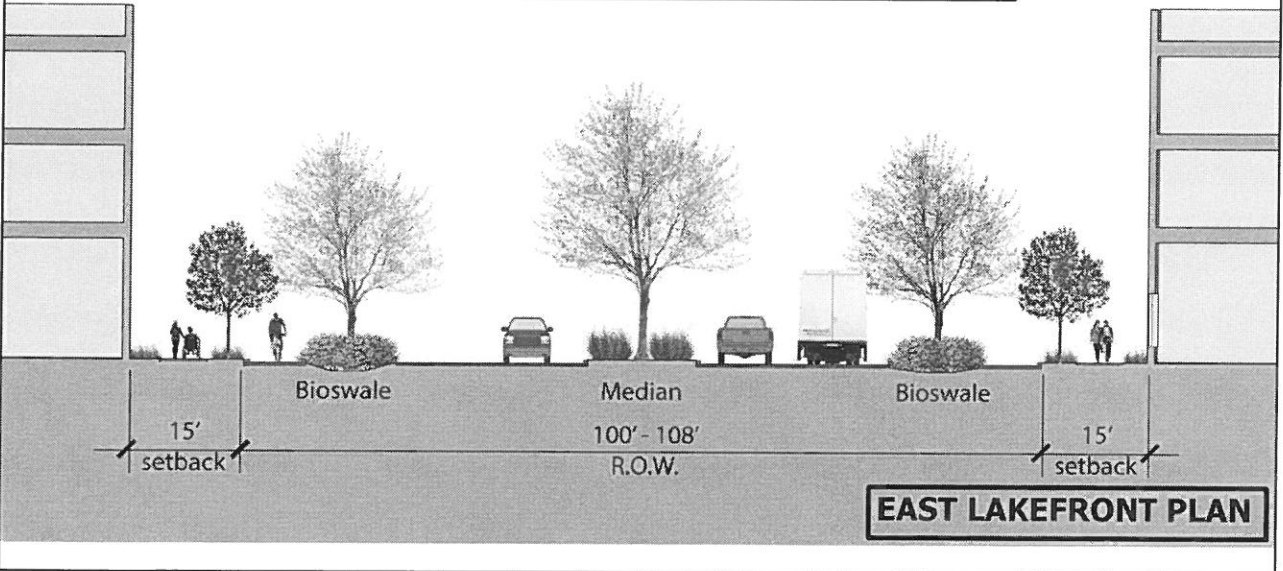 Bioswale
Median
Bioswale
15'
setback
100' - 108'
R.O.W.
15'
setback
EAST LAKEFRONT PLAN